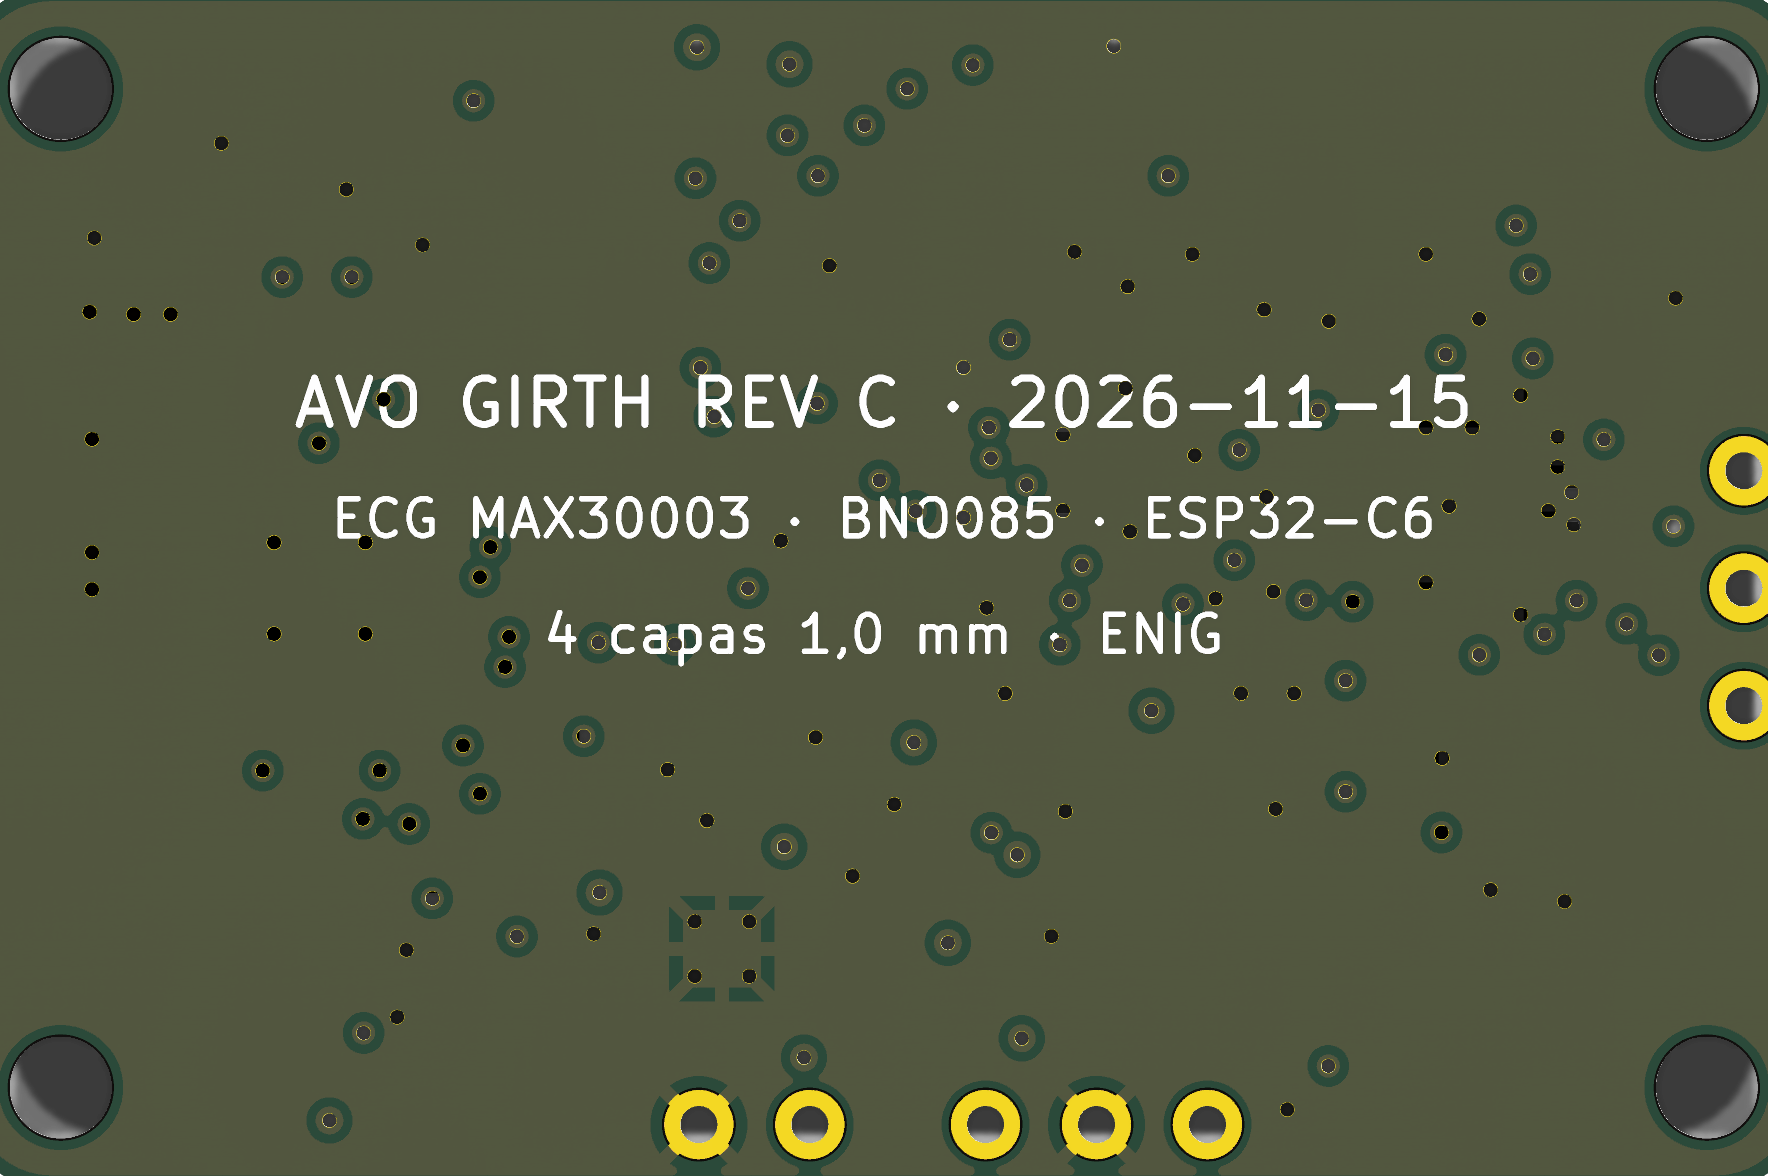 AVO GIRTH REV C · 2026-11-15
ECG MAX30003 · BNO085 · ESP32-C6
4 capas 1,0 mm · ENIG